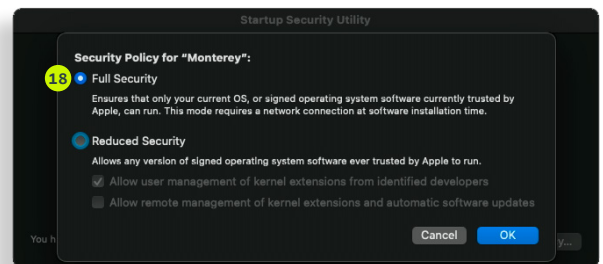 Startup Security Utility
Security Policy for “Monterey”:
18
Full Security
Ensures that only your current OS, or signed operating system software currently trusted by
Apple, can run. This mode requires a network connection at software installation time.
Reduced Security
Allows any version of signed operating system software ever trusted by Apple to run.
Allow user management of kernel extensions from identified developers
Allow remote management of kernel extensions and automatic software updates
You h
Cancel
OK
y...